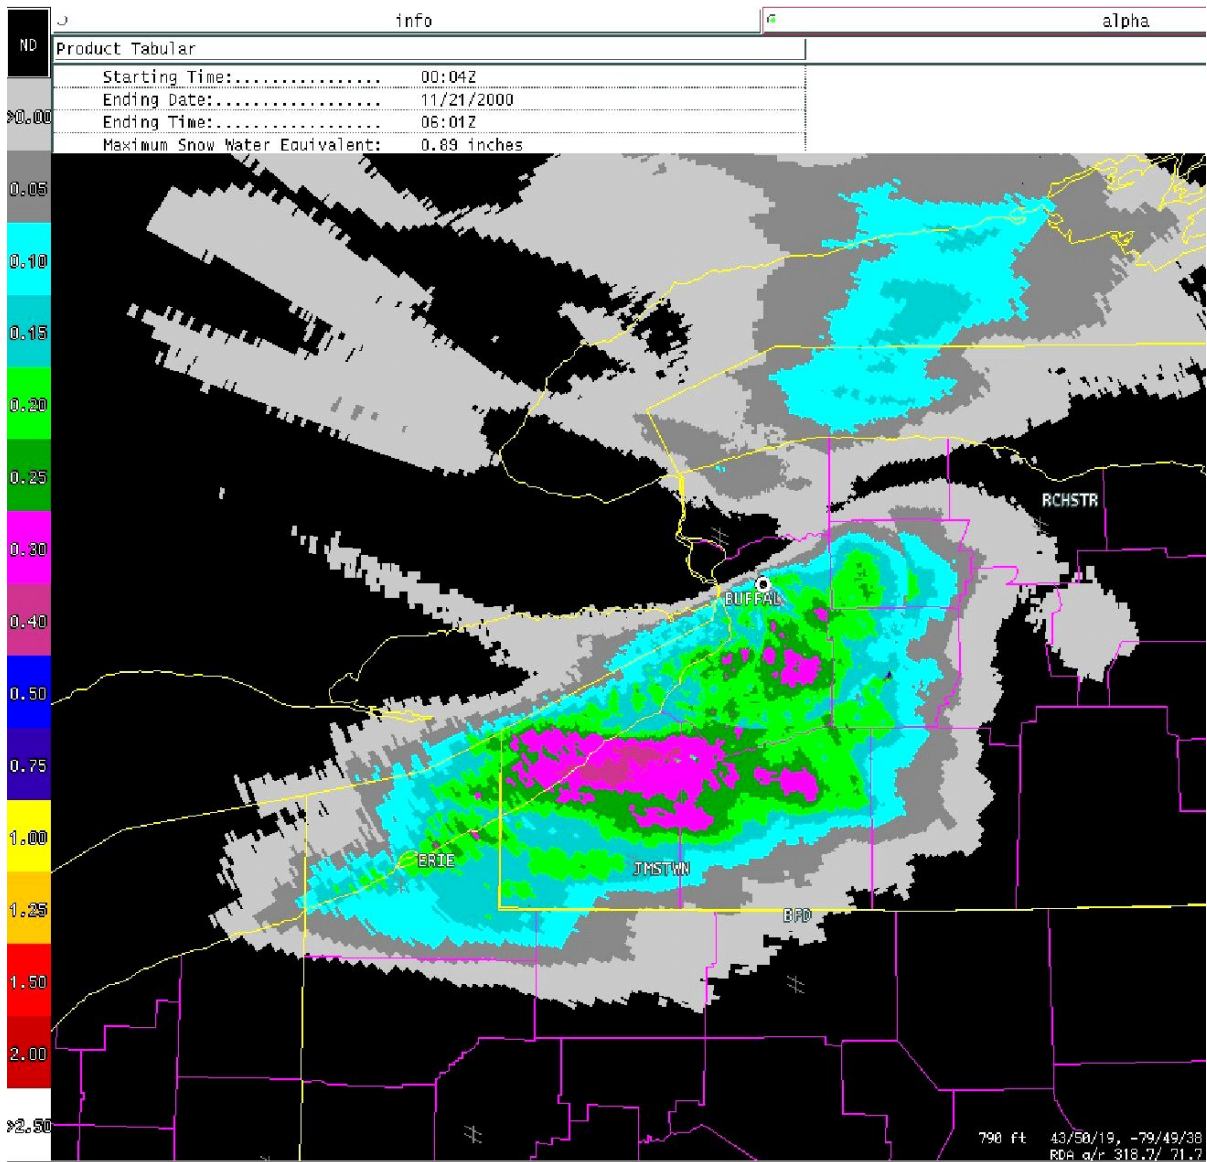 info
alpha
ND
Product Tabular
Starting Time:................ 00:04Z
Ending Date:.................. 11/21/2000
Ending Time:.................. 06:01Z
Maximum Snow Water Equivalent: 0.89 inches
>0.00
0.05
0.10
0.15
0.20
0.25
0.30
0.40
0.50
0.75
1.00
1.25
1.50
2.00
>2.50
RCHSTR
BUFFAL
ERIE
JMSTWN
BFD
790 ft 43/50/19, -79/49/38
RDA a/r 318.7/ 71.7